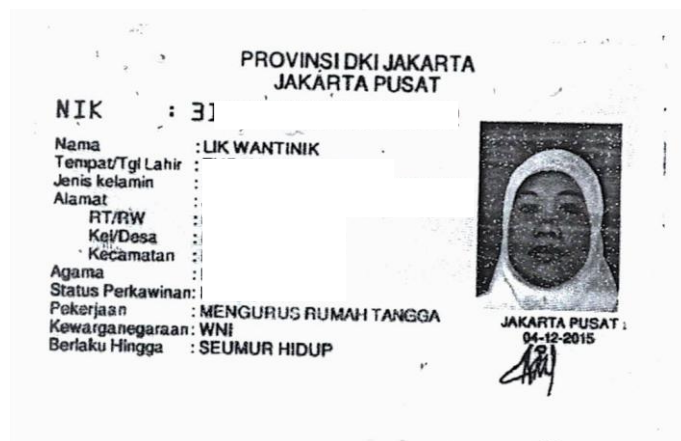 PROVINSI DKI JAKARTA
JAKARTA PUSAT
NIK : 31
Nama : LIK WANTINIK
Tempat/Tgl Lahir :
Jenis kelamin :
Alamat :
RT/RW :
Kel/Desa :
Kecamatan :
Agama :
Status Perkawinan:
Pekerjaan : MENGURUS RUMAH TANGGA
Kewarganegaraan: WNI
Berlaku Hingga : SEUMUR HIDUP
JAKARTA PUSAT
04-12-2015